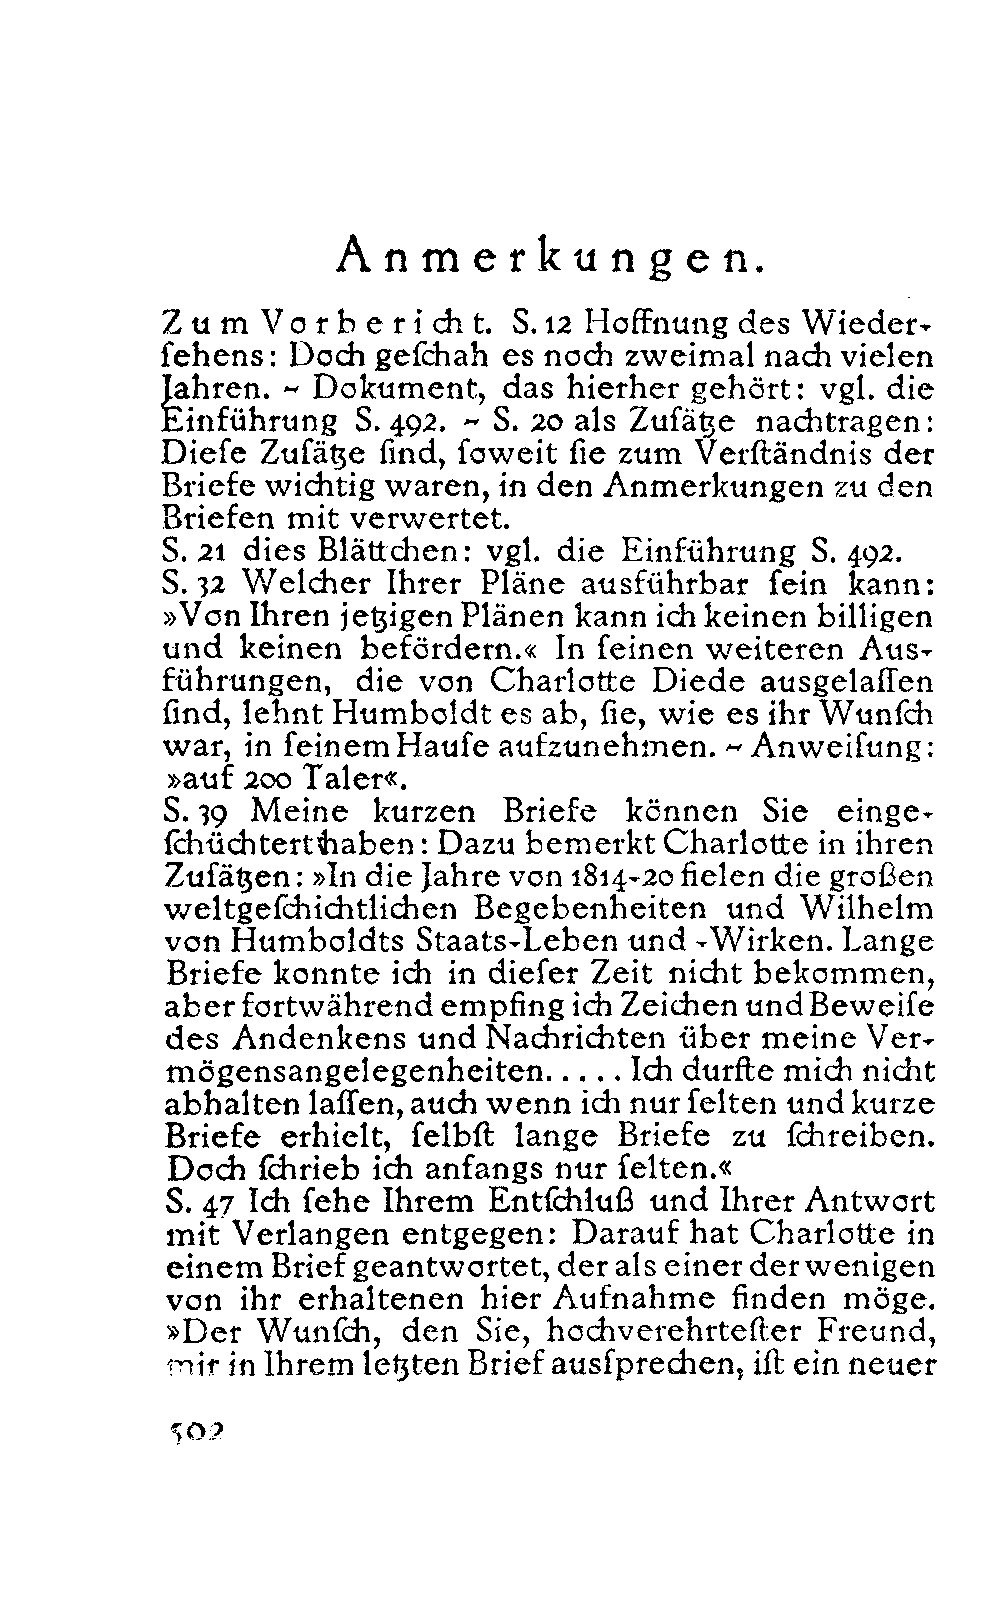 Anmerkungen.
Zum Vorbericht. S. 12 Hoffnung des Wieder-
ſehens: Doch geſchah es noch zweimal nach vielen
Jahren. ~ Dokument, das hierher gehört: vgl. die
Einführung S. 492. ~ S. 20 als Zuſätze nachtragen:
Dieſe Zuſätze ſind, ſoweit ſie zum Verſtändnis der
Briefe wichtig waren, in den Anmerkungen zu den
Briefen mit verwertet.
S. 21 dies Blättchen: vgl. die Einführung S. 492.
S. 32 Welcher Ihrer Pläne ausführbar ſein kann:
»Von Ihren jetzigen Plänen kann ich keinen billigen
und keinen befördern.« In ſeinen weiteren Aus-
führungen, die von Charlotte Diede ausgelaſſen
ſind, lehnt Humboldt es ab, ſie, wie es ihr Wunſch
war, in ſeinem Hauſe aufzunehmen. ~ Anweiſung:
»auf 200 Taler«.
S. 39 Meine kurzen Briefe können Sie einge-
ſchüchtert haben: Dazu bemerkt Charlotte in ihren
Zuſätzen: »In die Jahre von 1814-20 fielen die großen
weltgeſchichtlichen Begebenheiten und Wilhelm
von Humboldts Staats-Leben und -Wirken. Lange
Briefe konnte ich in dieſer Zeit nicht bekommen,
aber fortwährend empfing ich Zeichen und Beweiſe
des Andenkens und Nachrichten über meine Ver-
mögensangelegenheiten..... Ich durfte mich nicht
abhalten laſſen, auch wenn ich nur ſelten und kurze
Briefe erhielt, ſelbſt lange Briefe zu ſchreiben.
Doch ſchrieb ich anfangs nur ſelten.«
S. 47 Ich ſehe Ihrem Entſchluß und Ihrer Antwort
mit Verlangen entgegen: Darauf hat Charlotte in
einem Brief geantwortet, der als einer der wenigen
von ihr erhaltenen hier Aufnahme finden möge.
»Der Wunſch, den Sie, hochverehrteſter Freund,
mir in Ihrem letzten Brief ausſprechen, iſt ein neuer
502